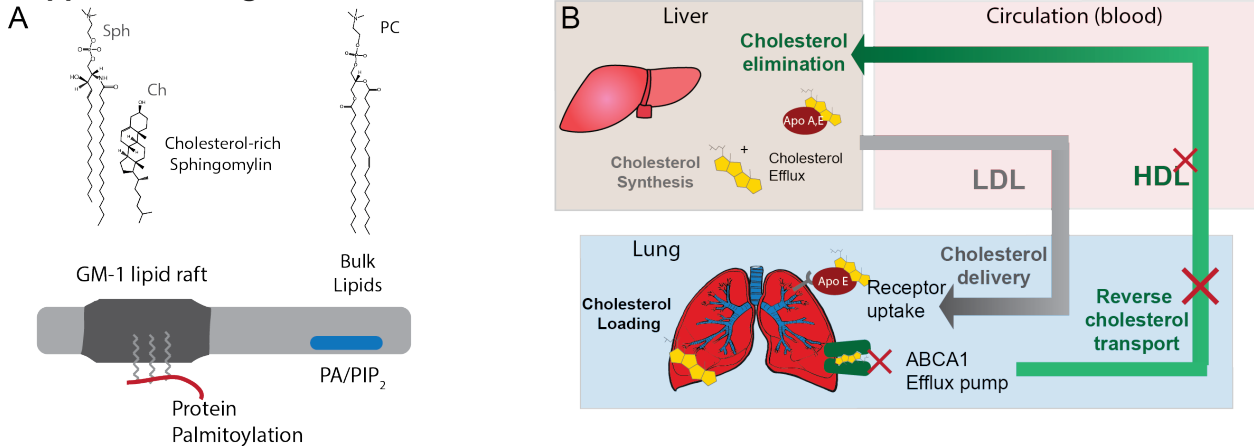 A
Sph
PC
Ch
Cholesterol-rich
Sphingomylin
GM-1 lipid raft
Bulk
Lipids
PA/PIP2
Protein
Palmitoylation
B
Liver
Circulation (blood)
Cholesterol
elimination
Apo A,E
Cholesterol
Synthesis
+
Cholesterol
Efflux
LDL
HDL
Lung
Cholesterol
delivery
Apo E
Receptor
uptake
Cholesterol
Loading
Reverse
cholesterol
transport
ABCA1
Efflux pump